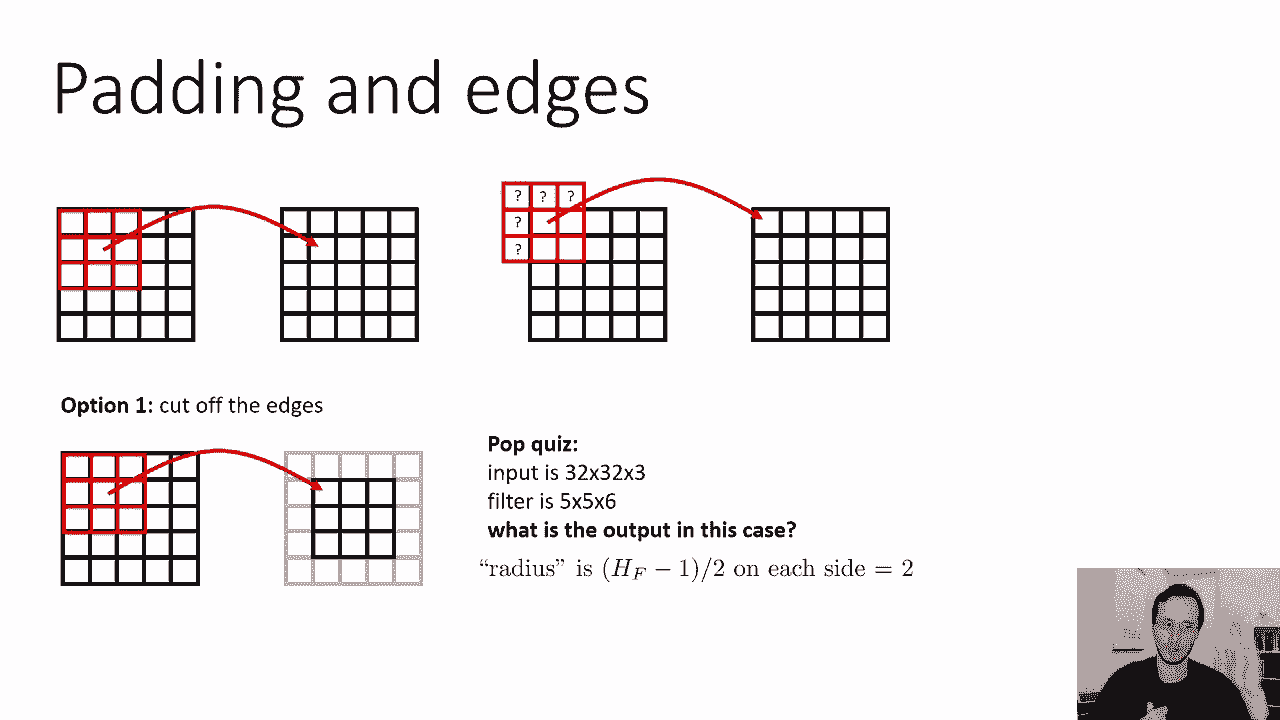 Padding and edges
? ? ?
?
?
Option 1: cut off the edges
Pop quiz:
input is 32x32x3
filter is 5x5x6
what is the output in this case?
“radius” is (H_F − 1)/2 on each side = 2